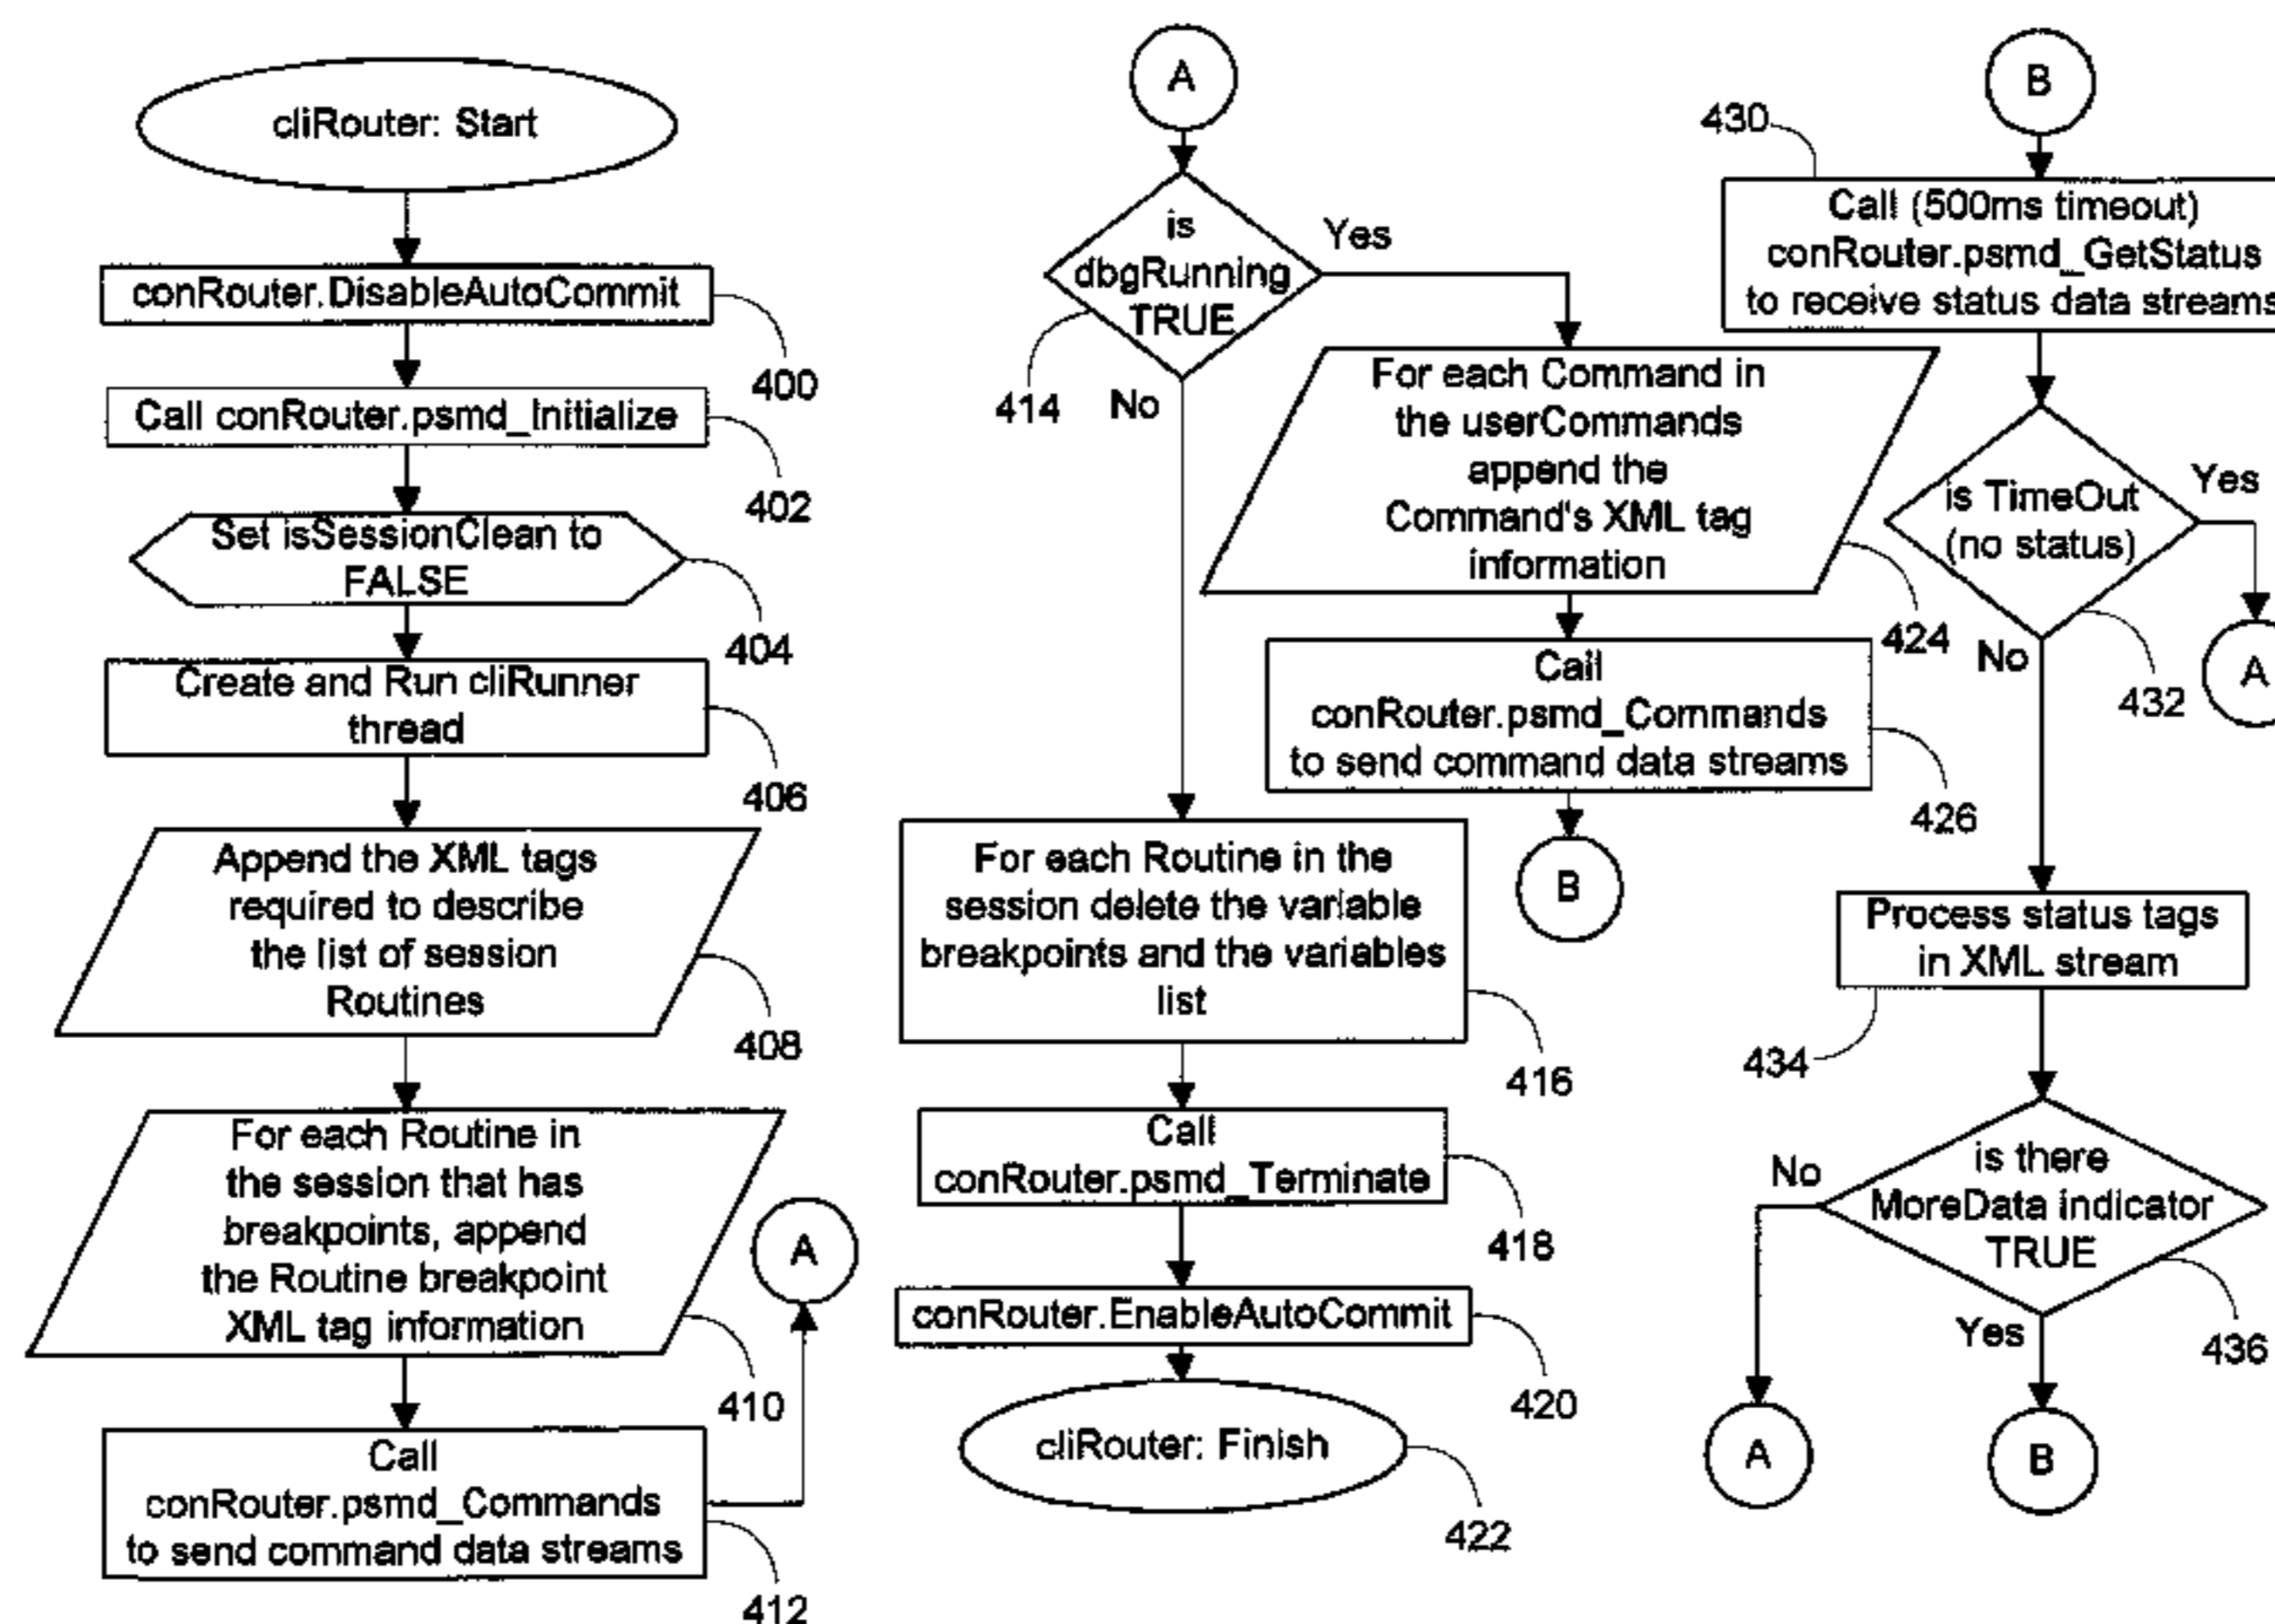 cliRouter: Start
conRouter.DisableAutoCommit
400
Call conRouter.psmd_Initialize
402
Set isSessionClean to
FALSE
404
Create and Run cliRunner
thread
406
Append the XML tags
required to describe
the list of session
Routines
408
For each Routine in
the session that has
breakpoints, append
the Routine breakpoint
XML tag information
410
Call
conRouter.psmd_Commands
to send command data streams
412
A
A
is
dbgRunning
TRUE
414
Yes
No
For each Command in
the userCommands
append the
Command's XML tag
information
424
Call
conRouter.psmd_Commands
to send command data streams
426
B
For each Routine in the
session delete the variable
breakpoints and the variables
list
416
Call
conRouter.psmd_Terminate
418
conRouter.EnableAutoCommit
420
cliRouter: Finish
422
B
430
Call (500ms timeout)
conRouter.psmd_GetStatus
to receive status data streams
is TimeOut
(no status)
Yes
432
A
No
Process status tags
in XML stream
434
is there
MoreData indicator
TRUE
436
No
Yes
A
B